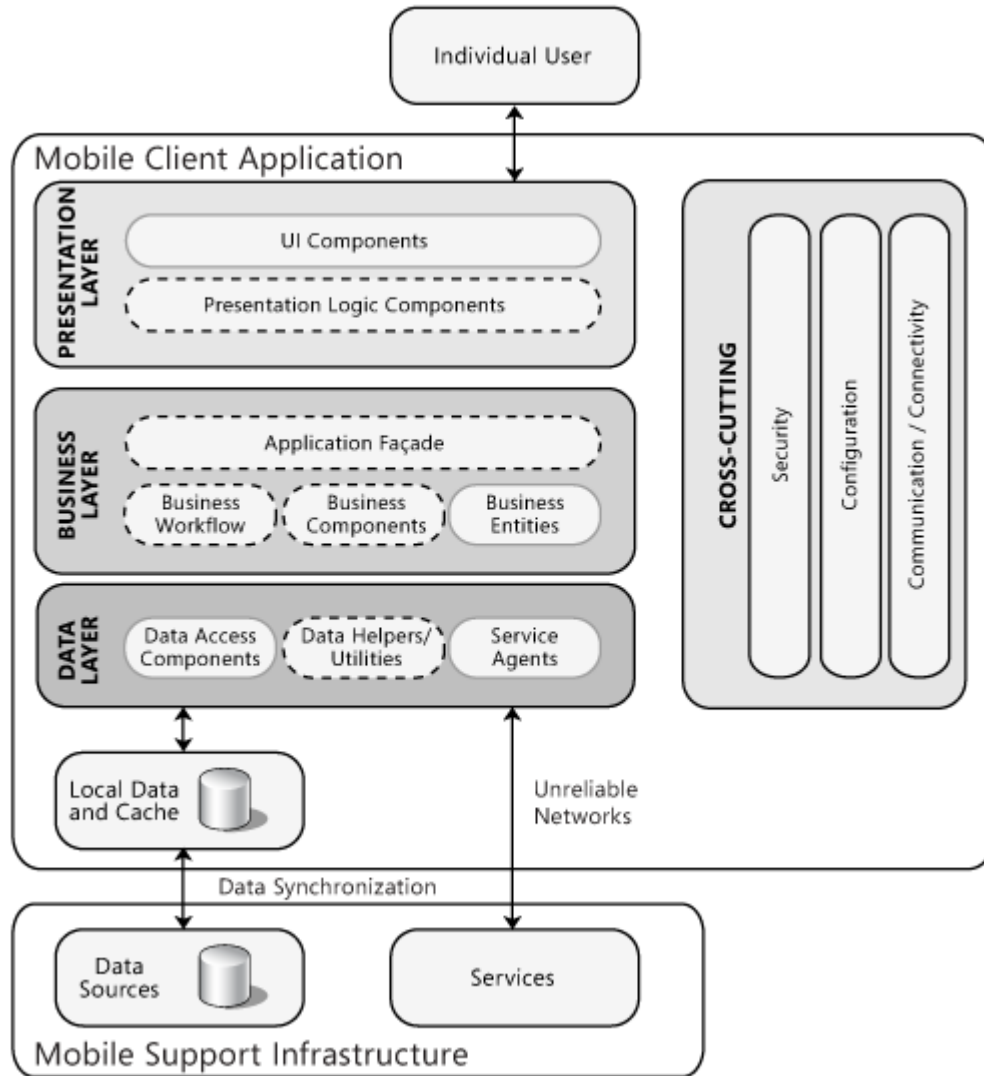 Individual User
Mobile Client Application
PRESENTATION
LAYER
UI Components
Presentation Logic Components
BUSINESS
LAYER
Application Façade
Business
Workflow
Business
Components
Business
Entities
DATA
LAYER
Data Access
Components
Data Helpers/
Utilities
Service
Agents
CROSS-CUTTING
Security
Configuration
Communication / Connectivity
Local Data
and Cache
Unreliable
Networks
Data Synchronization
Data
Sources
Services
Mobile Support Infrastructure